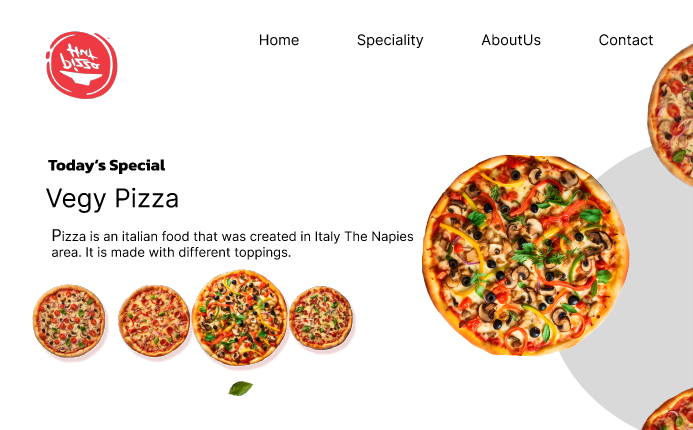 Home Speciality AboutUs Contact
Hot
Pizza
Today's Special
Vegy Pizza
Pizza is an italian food that was created in Italy The Napies
area. It is made with different toppings.